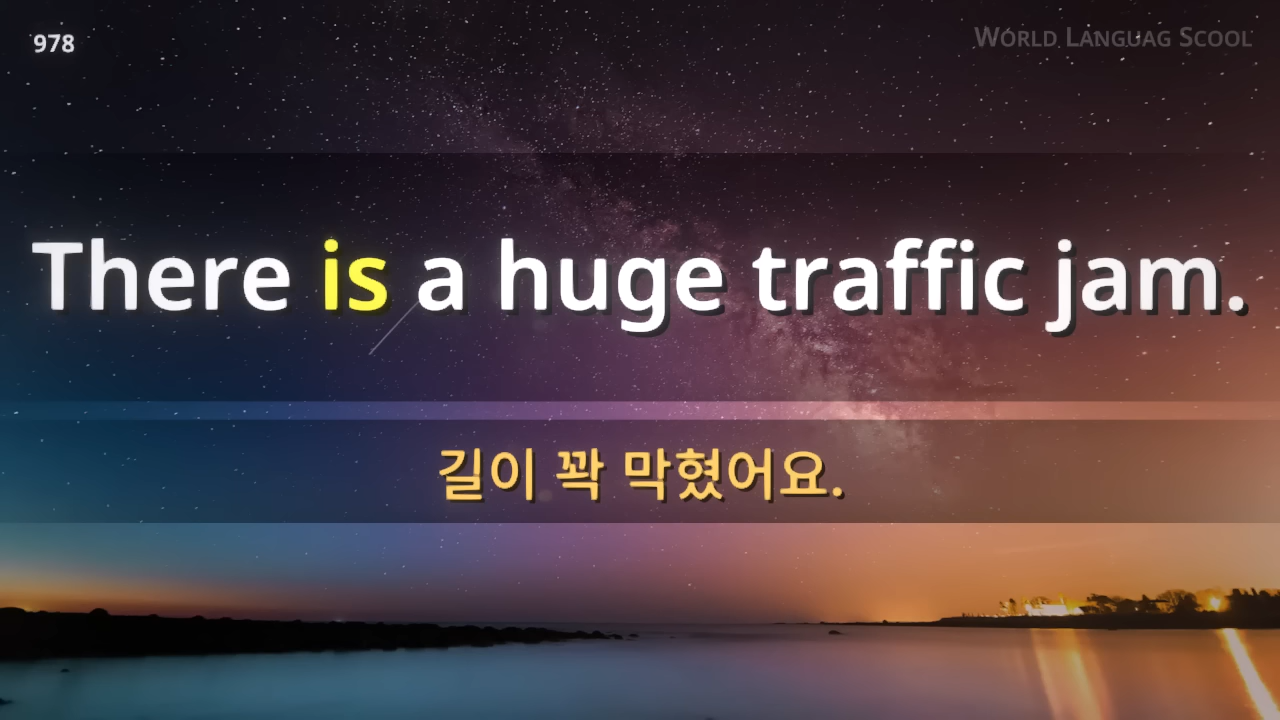 978
WORLD LANGUAG SCOOL
There is a huge traffic jam.
길이 꽉 막혔어요.